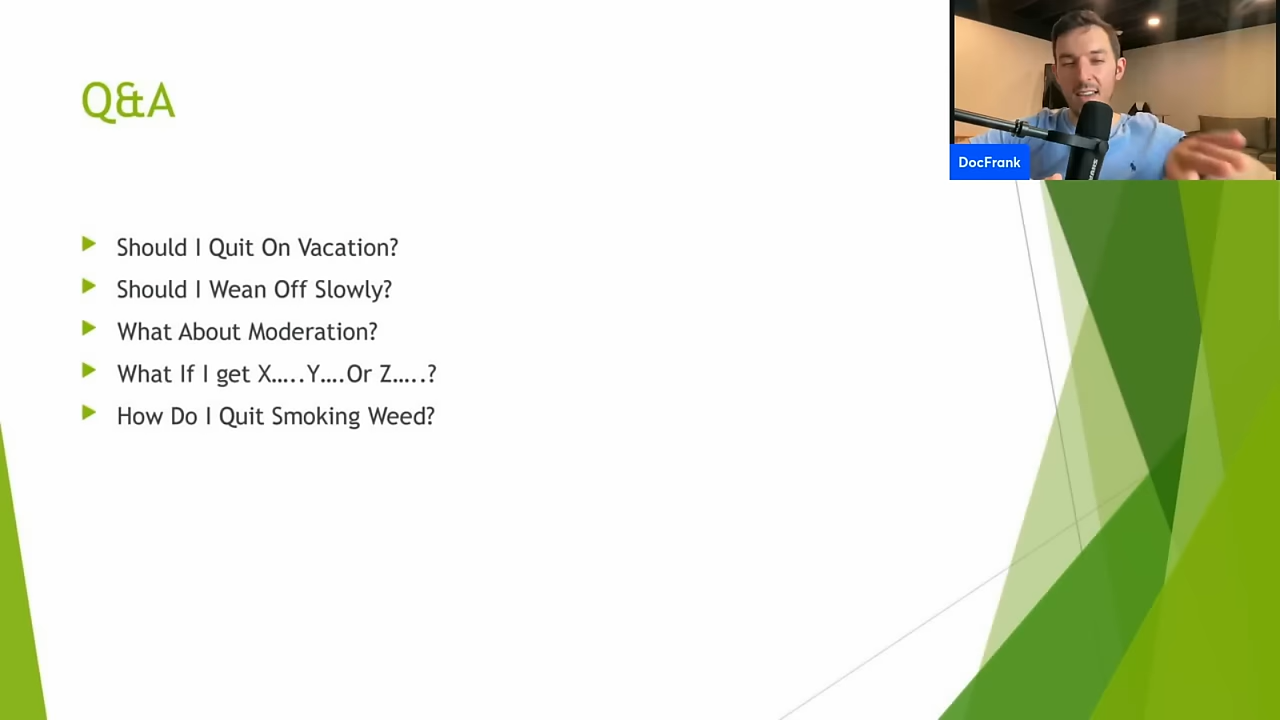 Q&A
DocFrank
Should I Quit On Vacation?
Should I Wean Off Slowly?
What About Moderation?
What If I get X…..Y….Or Z…..?
How Do I Quit Smoking Weed?